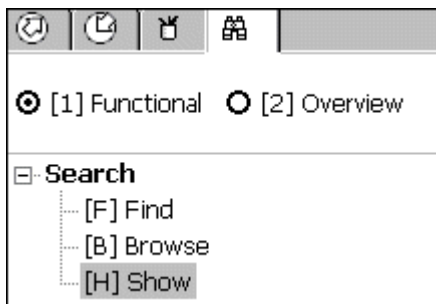 [1] Functional [2] Overview
Search
[F] Find
[B] Browse
[H] Show